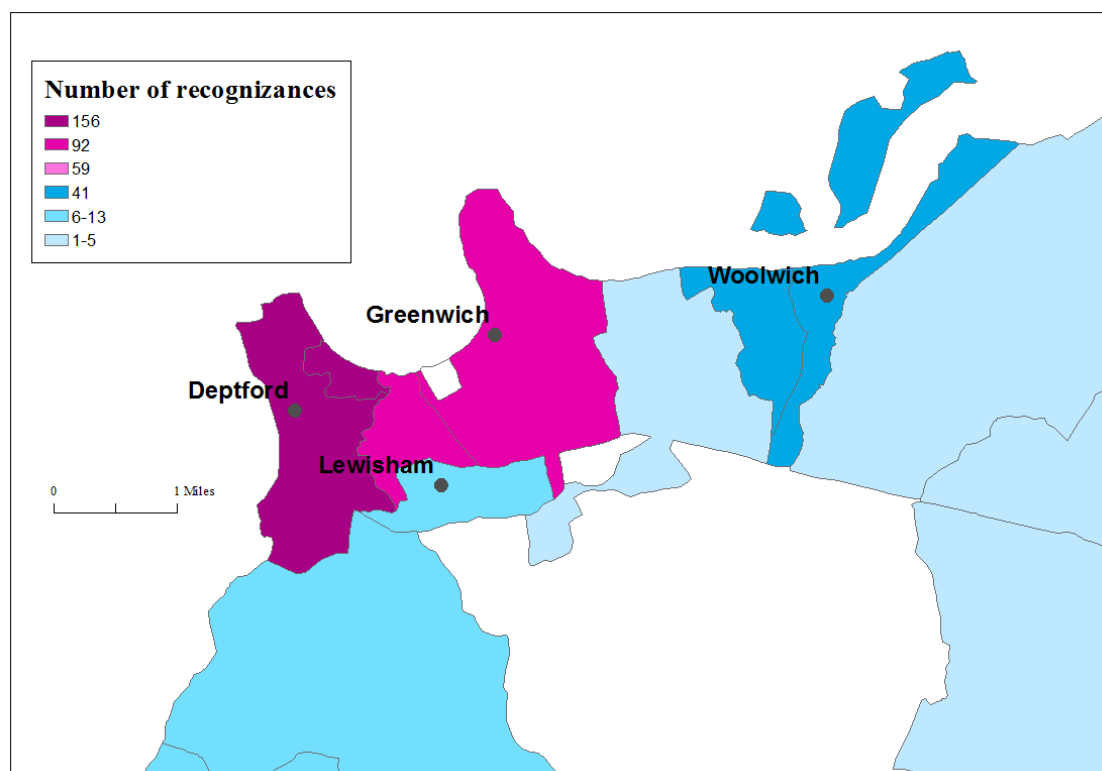 Number of recognizances
156
92
59
41
6-13
1-5
Woolwich
Greenwich
Deptford
Lewisham
0 1 Miles